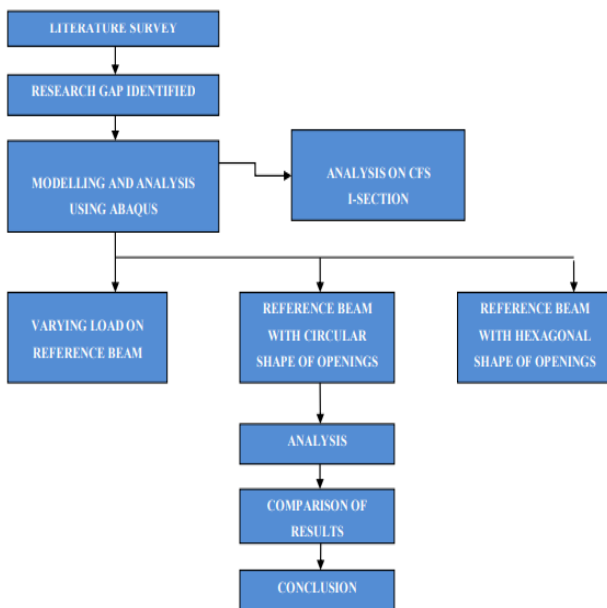 LITERATURE SURVEY
RESEARCH GAP IDENTIFIED
MODELLING AND ANALYSIS
USING ABAQUS
ANALYSIS ON CFS
I-SECTION
VARYING LOAD ON
REFERENCE BEAM
REFERENCE BEAM
WITH CIRCULAR
SHAPE OF OPENINGS
REFERENCE BEAM
WITH HEXAGONAL
SHAPE OF OPENINGS
ANALYSIS
COMPARISON OF
RESULTS
CONCLUSION